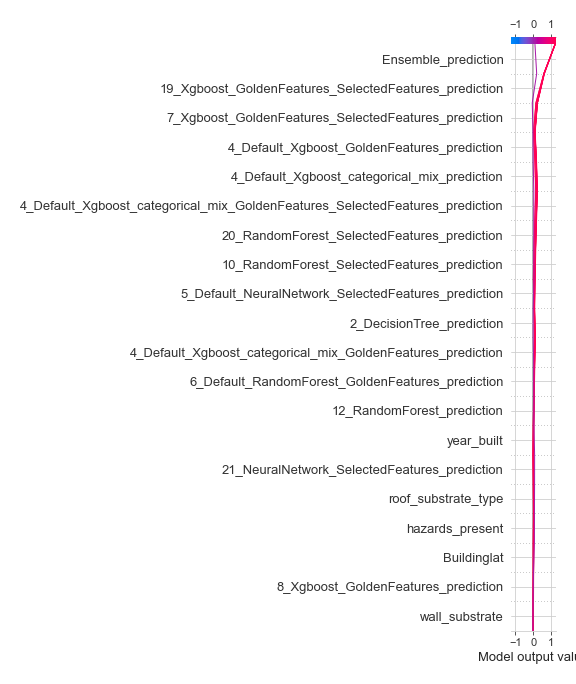 −1 0 1
Ensemble_prediction
19_Xgboost_GoldenFeatures_SelectedFeatures_prediction
7_Xgboost_GoldenFeatures_SelectedFeatures_prediction
4_Default_Xgboost_GoldenFeatures_prediction
4_Default_Xgboost_categorical_mix_prediction
4_Default_Xgboost_categorical_mix_GoldenFeatures_SelectedFeatures_prediction
20_RandomForest_SelectedFeatures_prediction
10_RandomForest_SelectedFeatures_prediction
5_Default_NeuralNetwork_SelectedFeatures_prediction
2_DecisionTree_prediction
4_Default_Xgboost_categorical_mix_GoldenFeatures_prediction
6_Default_RandomForest_GoldenFeatures_prediction
12_RandomForest_prediction
year_built
21_NeuralNetwork_SelectedFeatures_prediction
roof_substrate_type
hazards_present
Buildinglat
8_Xgboost_GoldenFeatures_prediction
wall_substrate
−1 0 1
Model output valu